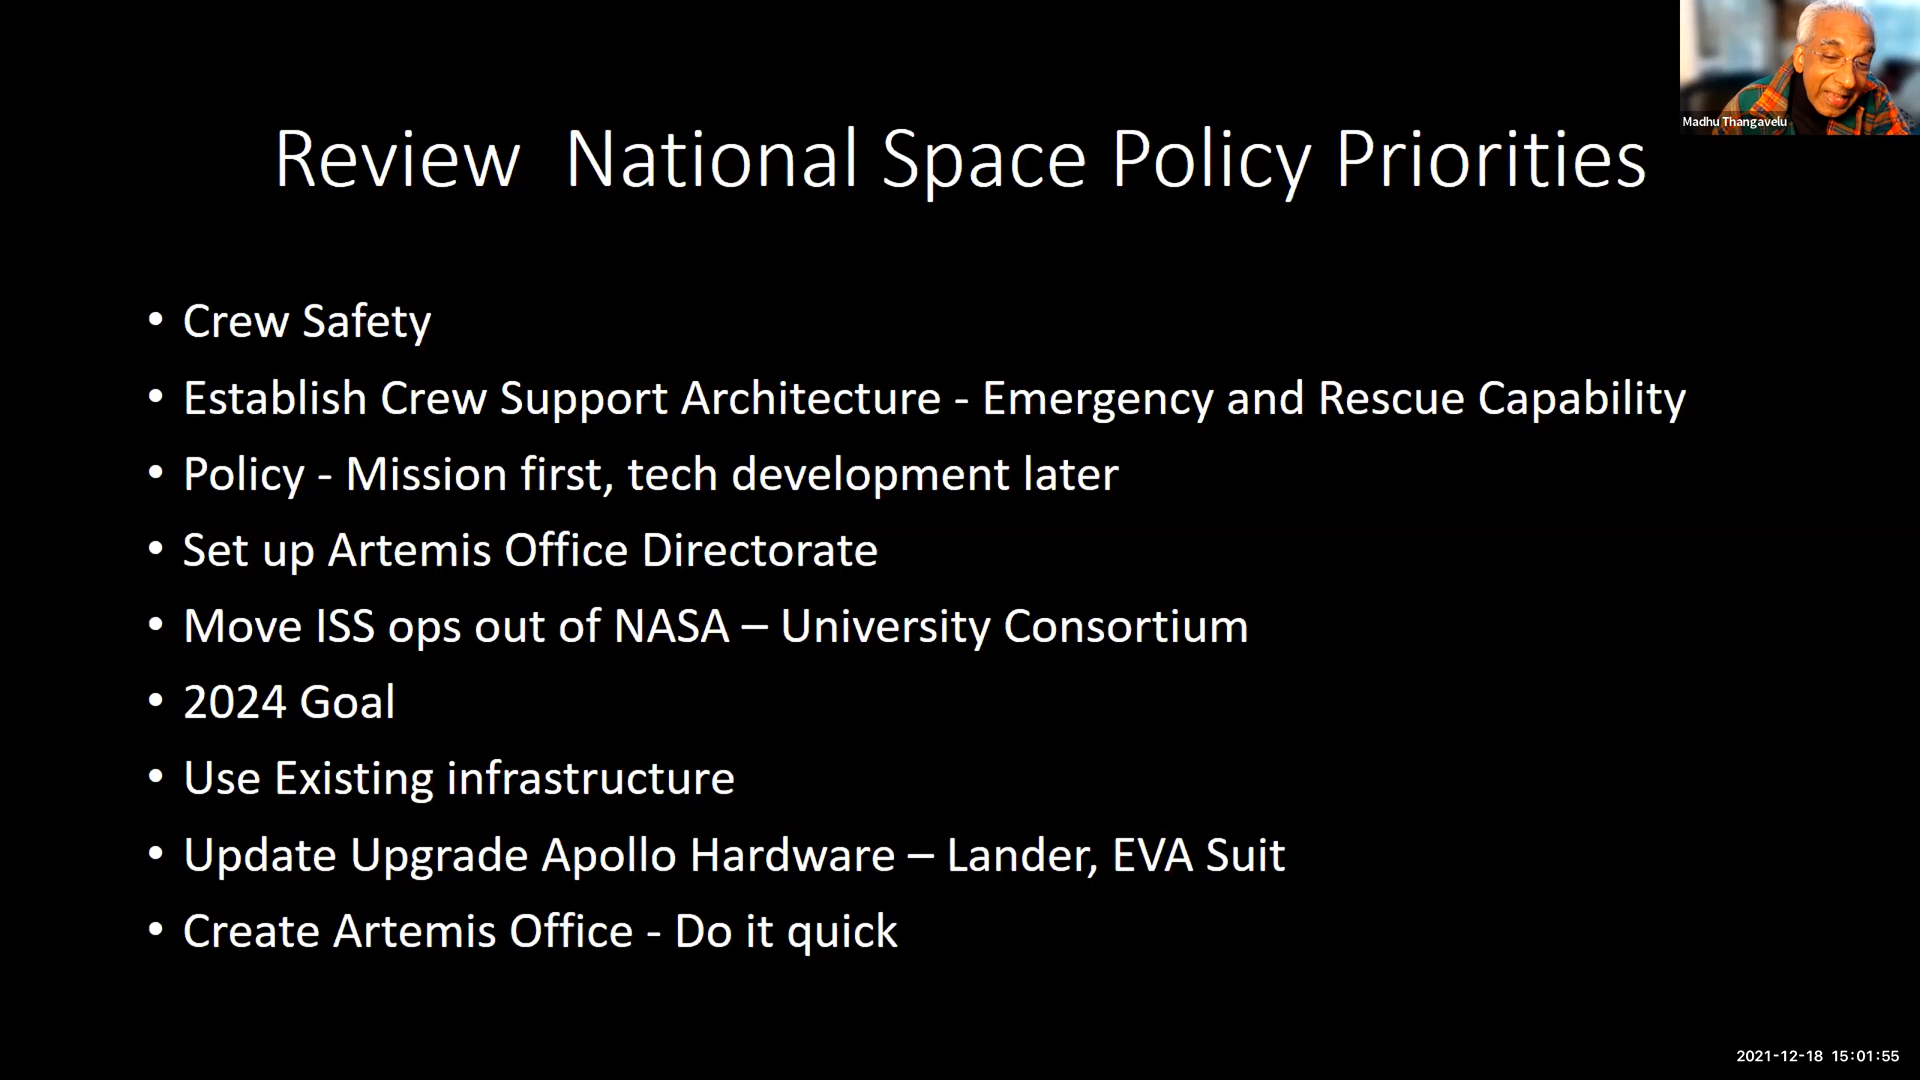 Madhu Thangavelu
Review National Space Policy Priorities
• Crew Safety
• Establish Crew Support Architecture - Emergency and Rescue Capability
• Policy - Mission first, tech development later
• Set up Artemis Office Directorate
• Move ISS ops out of NASA – University Consortium
• 2024 Goal
• Use Existing infrastructure
• Update Upgrade Apollo Hardware – Lander, EVA Suit
• Create Artemis Office - Do it quick
2021-12-18 15:01:55